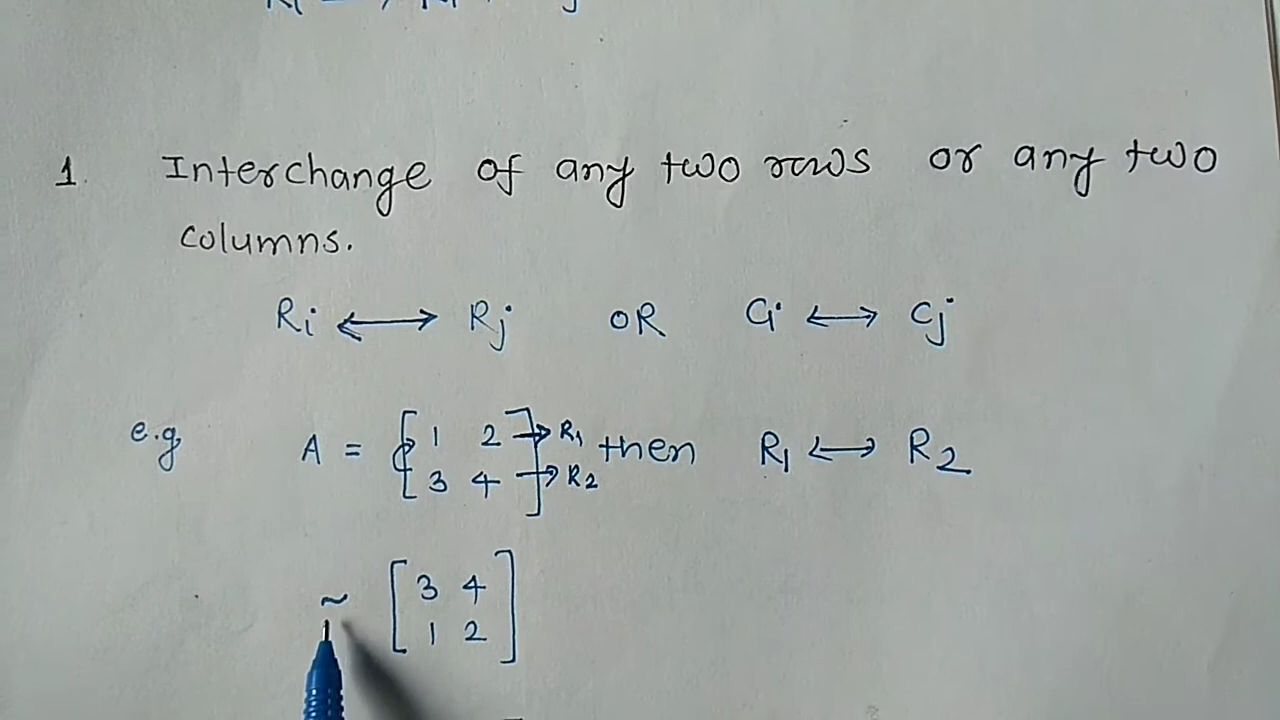 1. Interchange of any two rows or any two
columns.
Ri ⟷ Rj OR Ci ⟷ Cj
e.g A = [1 2] → R1 then R1 ⟷ R2
[3 4] → R2
~ [3 4]
[1 2]